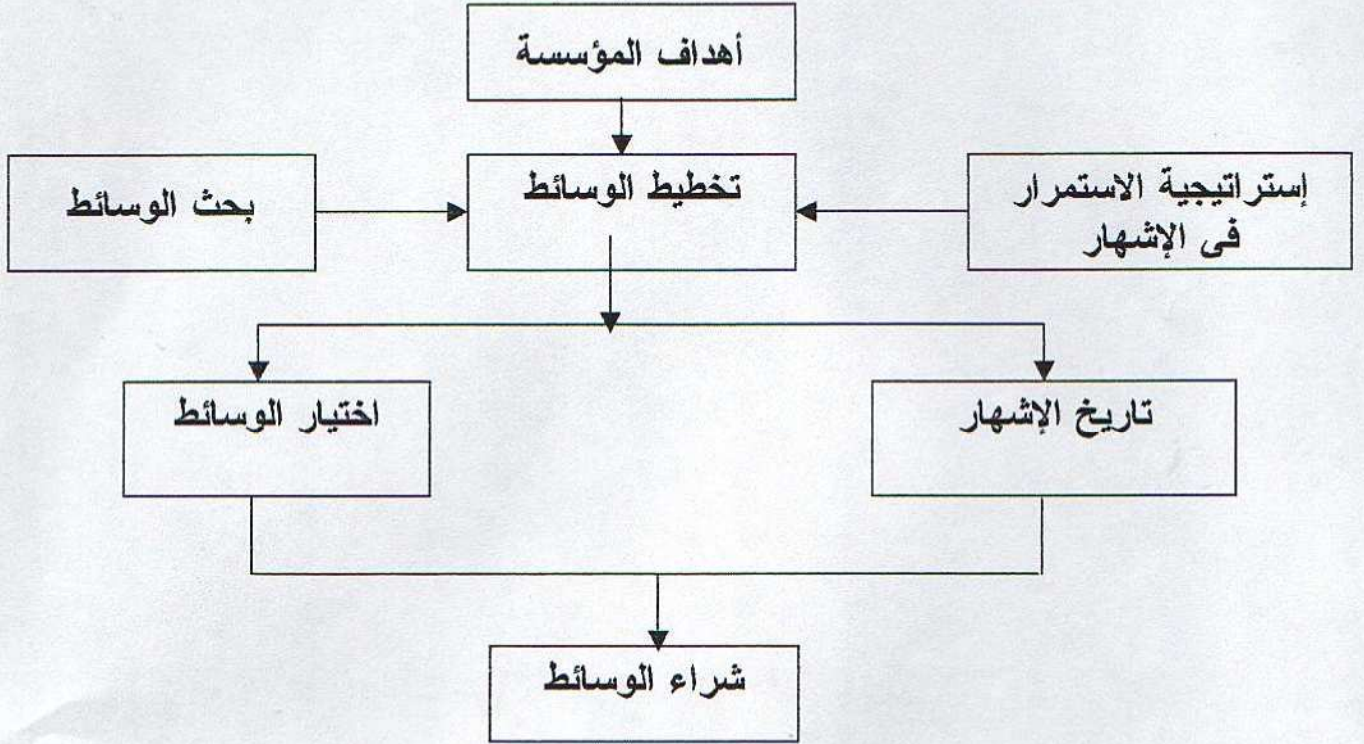 أهداف المؤسسة
إستراتيجية الاستمرار
فى الإشهار
تخطيط الوسائط
بحث الوسائط
تاريخ الإشهار
اختيار الوسائط
شراء الوسائط